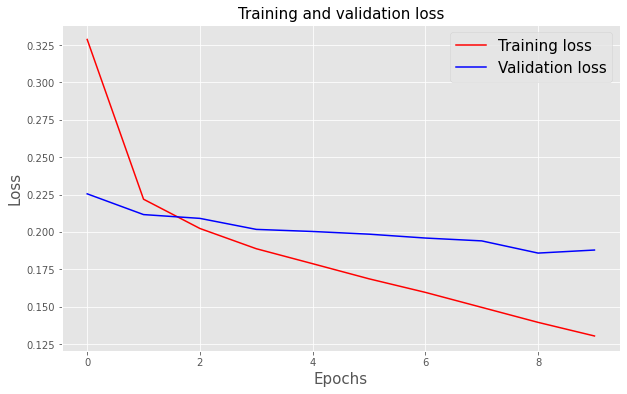 Training and validation loss
Training loss
Validation loss
0.325
0.300
0.275
0.250
0.225
0.200
0.175
0.150
0.125
Loss
0
2
4
6
8
Epochs